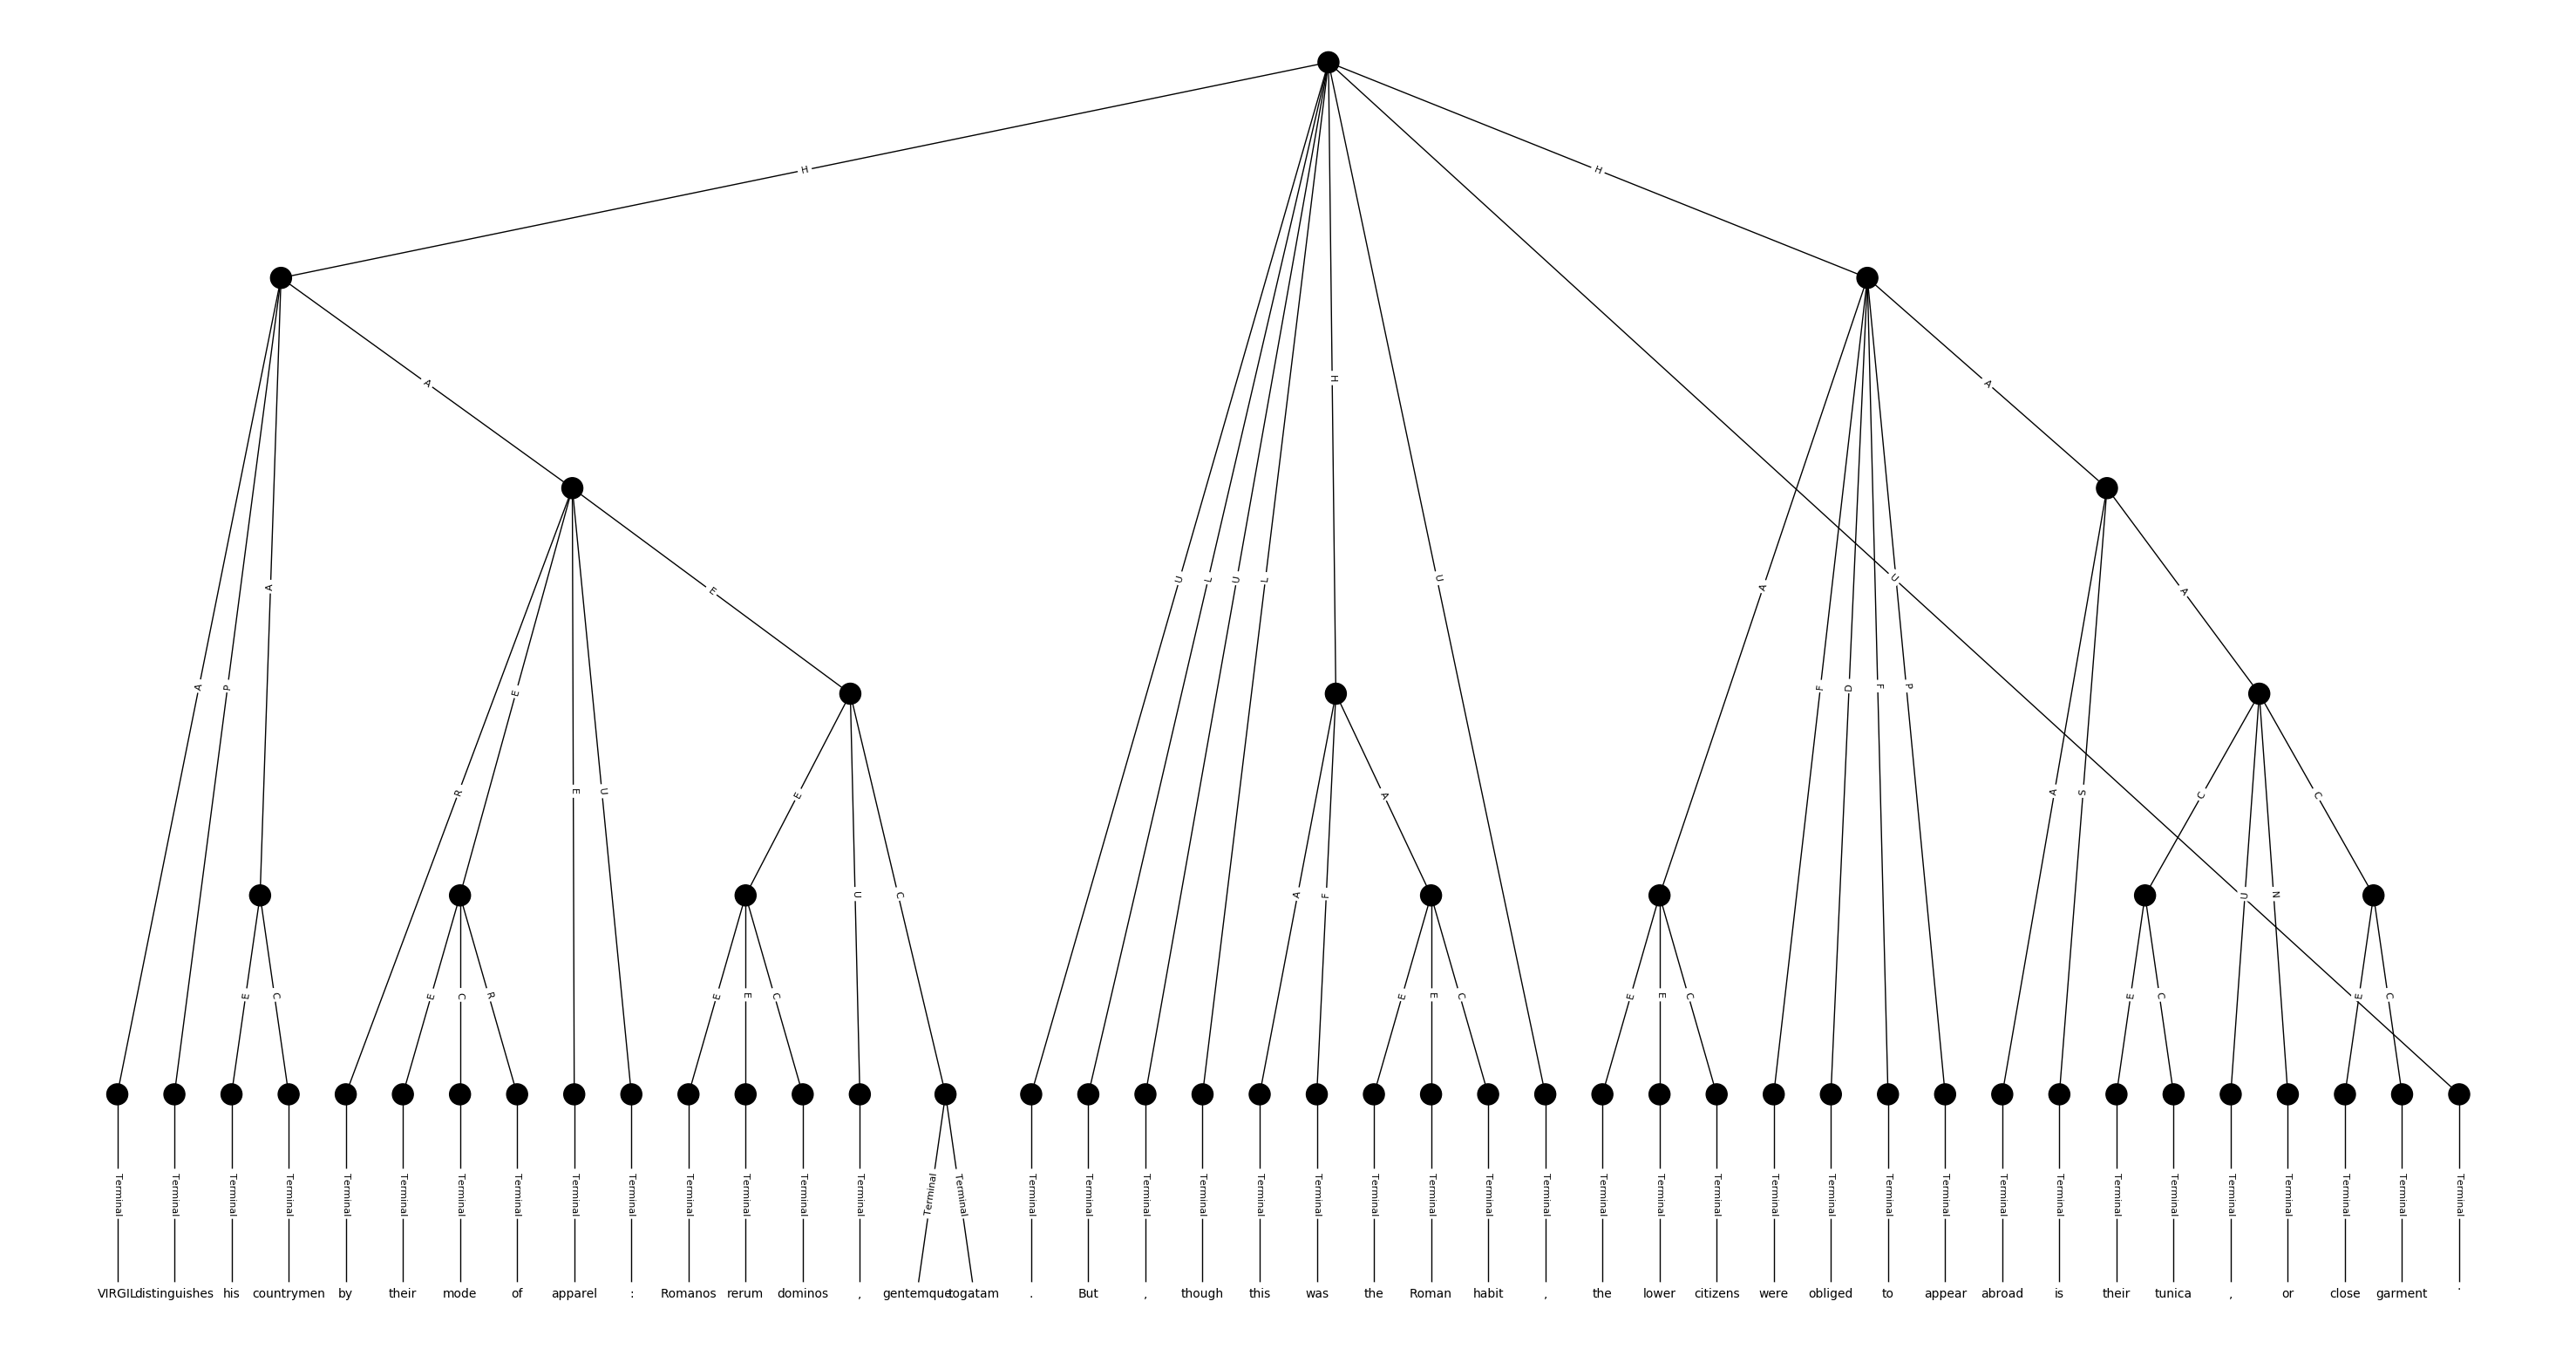 H H
A A
H
E A
U L U L U U
A A F D F P
A P R E E U E C A S C C
A F A U C U N
E C E C R E E C E E C E E C E C E C
Terminal Terminal Terminal Terminal Terminal Terminal Terminal Terminal Terminal Terminal Terminal Terminal Terminal Terminal Terminal Terminal Terminal Terminal Terminal Terminal Terminal Terminal Terminal Terminal Terminal Terminal Terminal Terminal Terminal Terminal Terminal Terminal Terminal Terminal Terminal Terminal Terminal Terminal Terminal Terminal Terminal Terminal
VIRGIL distinguishes his countrymen by their mode of apparel : Romanos rerum dominos , gentemque togatam . But , though this was the Roman habit , the lower citizens were obliged to appear abroad is their tunica , or close garment .